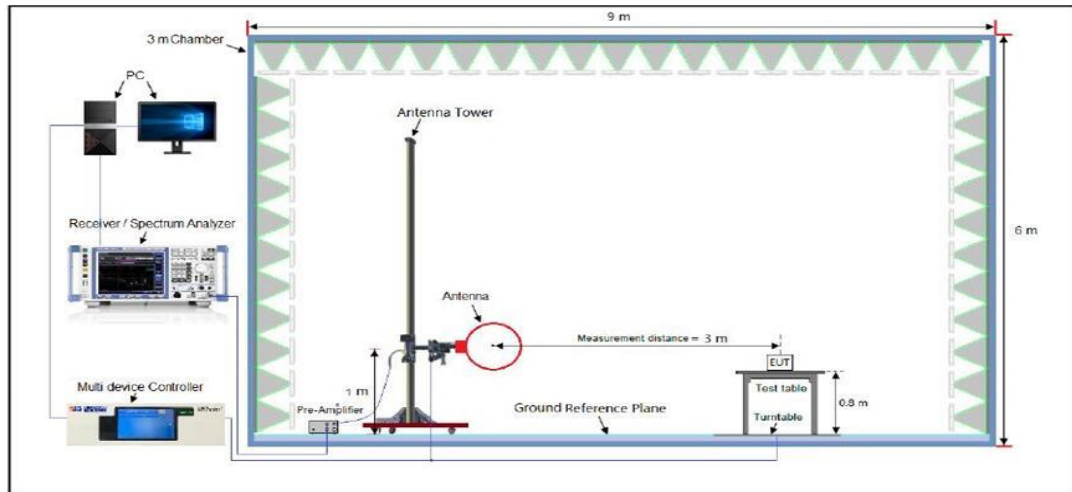 9 m
3 m Chamber
PC
Antenna Tower
Receiver / Spectrum Analyzer
6 m
Antenna
Measurement distance = 3 m
EUT
Multi device Controller
1 m
Test table
0.8 m
Pre-Amplifier
Ground Reference Plane
Turntable